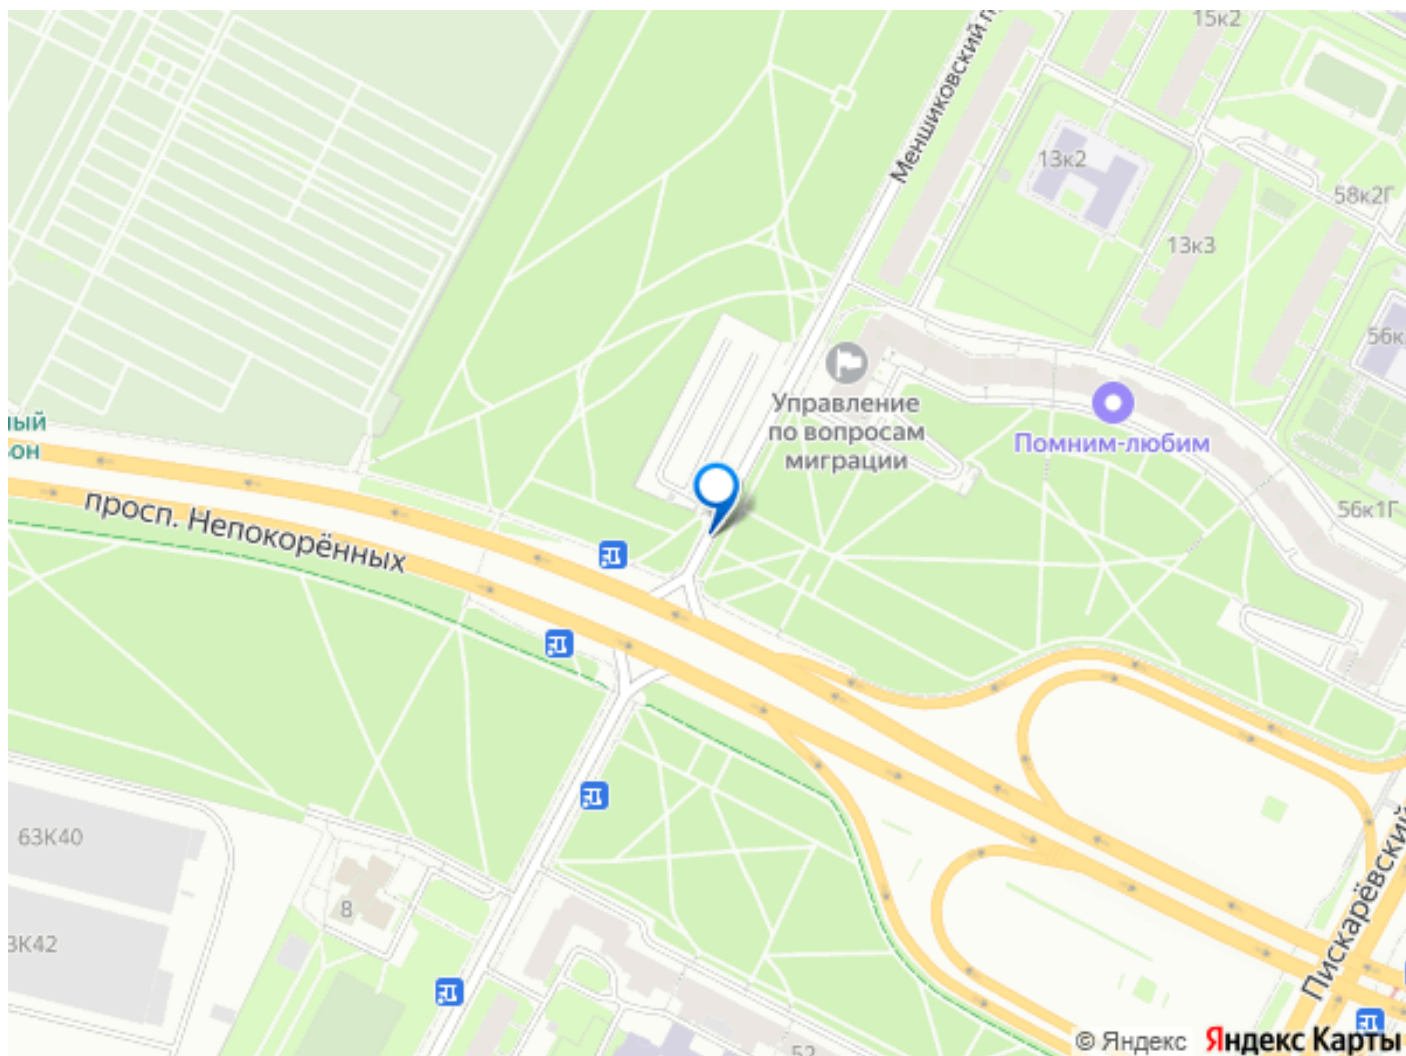 15к2
Меншиковский п
13к2
58к2Г
13к3
56к
Управление
по вопросам
миграции
Помним-любим
ый
он
просп. Непокорённых
56к1Г
63К40
8
3К42
Пискарёвский
52
© Яндекс
Яндекс Карты